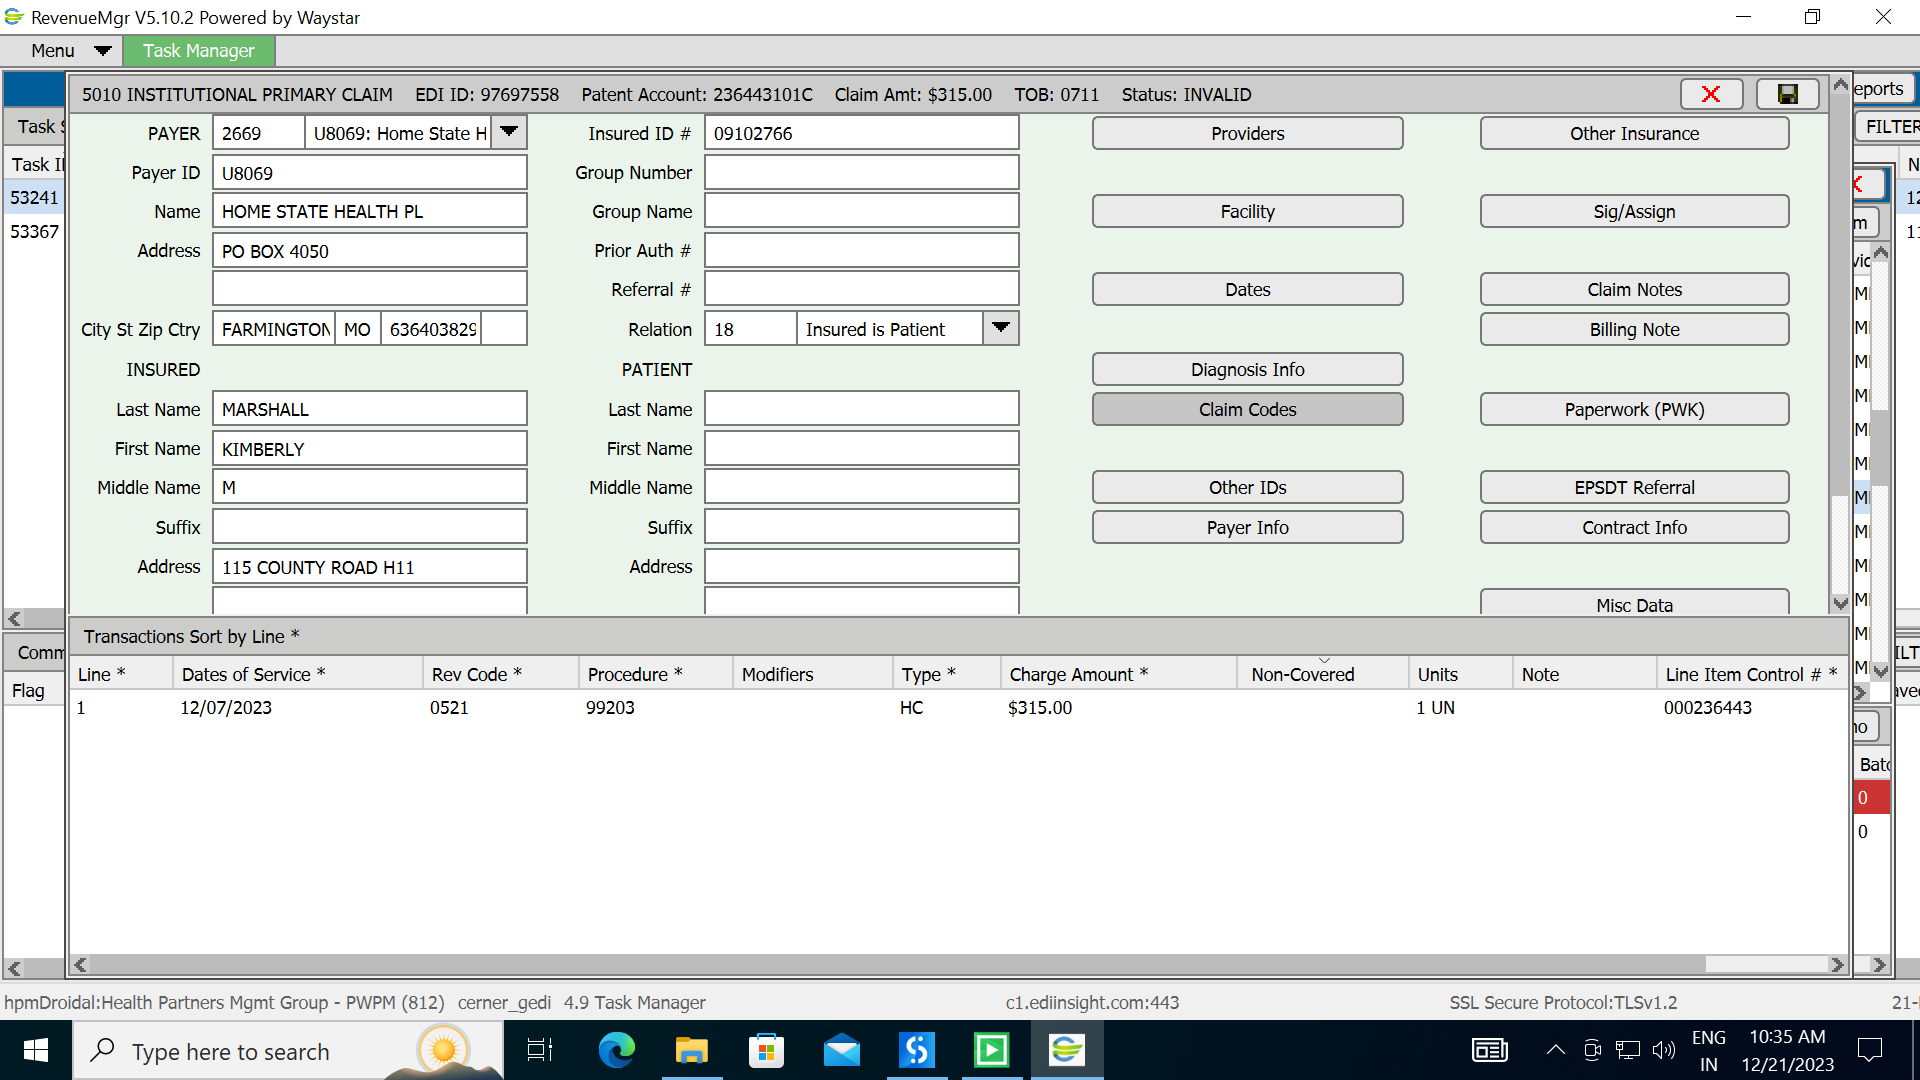 RevenueMgr V5.10.2 Powered by Waystar
Menu Task Manager
5010 INSTITUTIONAL PRIMARY CLAIM EDI ID: 97697558 Patent Account: 236443101C Claim Amt: $315.00 TOB: 0711 Status: INVALID
eports
Task S
FILTER
Task II
53241
53367
PAYER 2669 U8069: Home State H Insured ID # 09102766 Providers Other Insurance
Payer ID U8069 Group Number
Name HOME STATE HEALTH PL Group Name Facility Sig/Assign
Address PO BOX 4050 Prior Auth #
Referral # Dates Claim Notes
City St Zip Ctry FARMINGTON MO 636403829 Relation 18 Insured is Patient Billing Note
INSURED PATIENT Diagnosis Info
Last Name MARSHALL Last Name Claim Codes Paperwork (PWK)
First Name KIMBERLY First Name
Middle Name M Middle Name Other IDs EPSDT Referral
Suffix Suffix Payer Info Contract Info
Address 115 COUNTY ROAD H11 Address
Misc Data
Comm
Flag
Transactions Sort by Line *
Line * Dates of Service * Rev Code * Procedure * Modifiers Type * Charge Amount * Non-Covered Units Note Line Item Control # *
1 12/07/2023 0521 99203 HC $315.00 1 UN 000236443
Batc
0
0
hpmDroidal:Health Partners Mgmt Group - PWPM (812) cerner_gedi 4.9 Task Manager c1.ediinsight.com:443 SSL Secure Protocol:TLSv1.2
Type here to search
ENG
IN
10:35 AM
12/21/2023